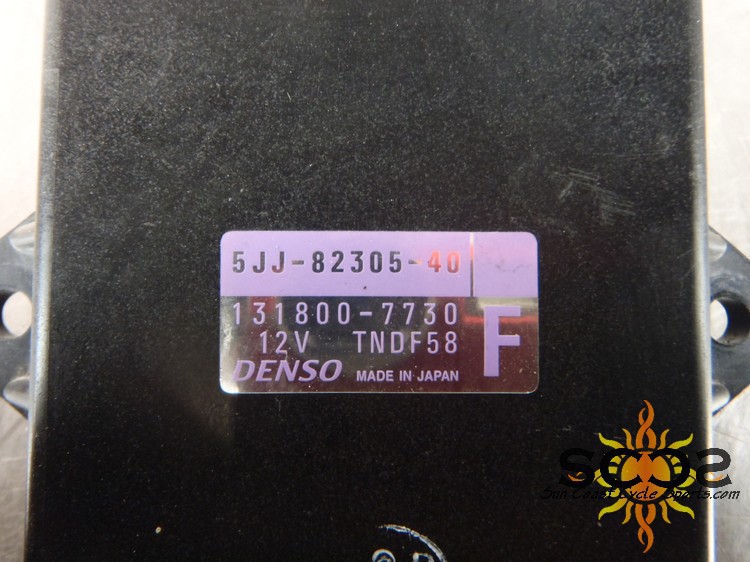 5JJ-82305-40
131800-7730
12V TNDF58
F
DENSO MADE IN JAPAN
SCCS
Sun Coast Cycle Sports.com